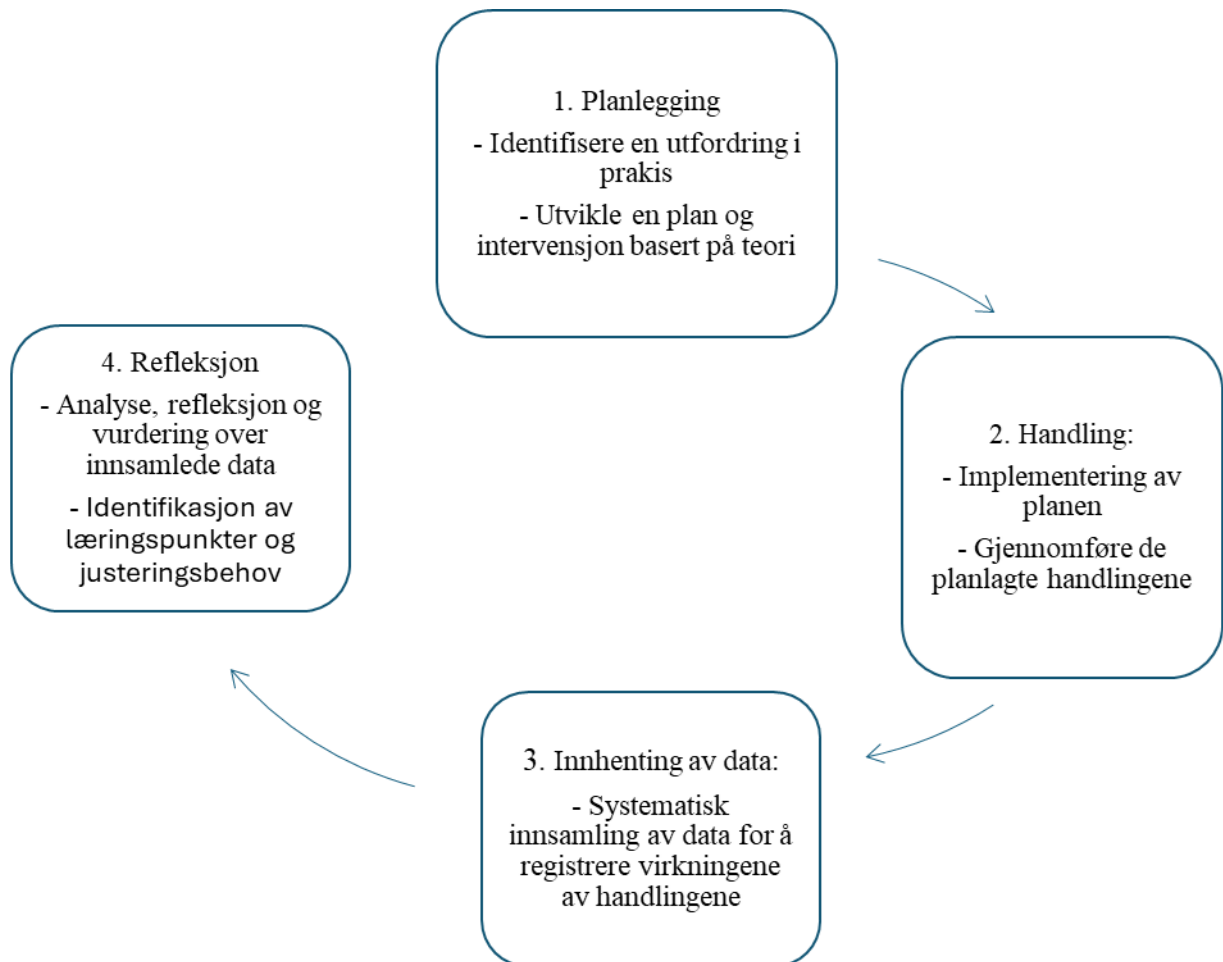 1. Planlegging
- Identifisere en utfordring i
prakis
- Utvikle en plan og
intervensjon basert på teori
2. Handling:
- Implementering av
planen
- Gjennomføre de
planlagte handlingene
3. Innhenting av data:
- Systematisk
innsamling av data for å
registrere virkningene
av handlingene
4. Refleksjon
- Analyse, refleksjon og
vurdering over
innsamlede data
- Identifikasjon av
læringspunkter og
justeringsbehov